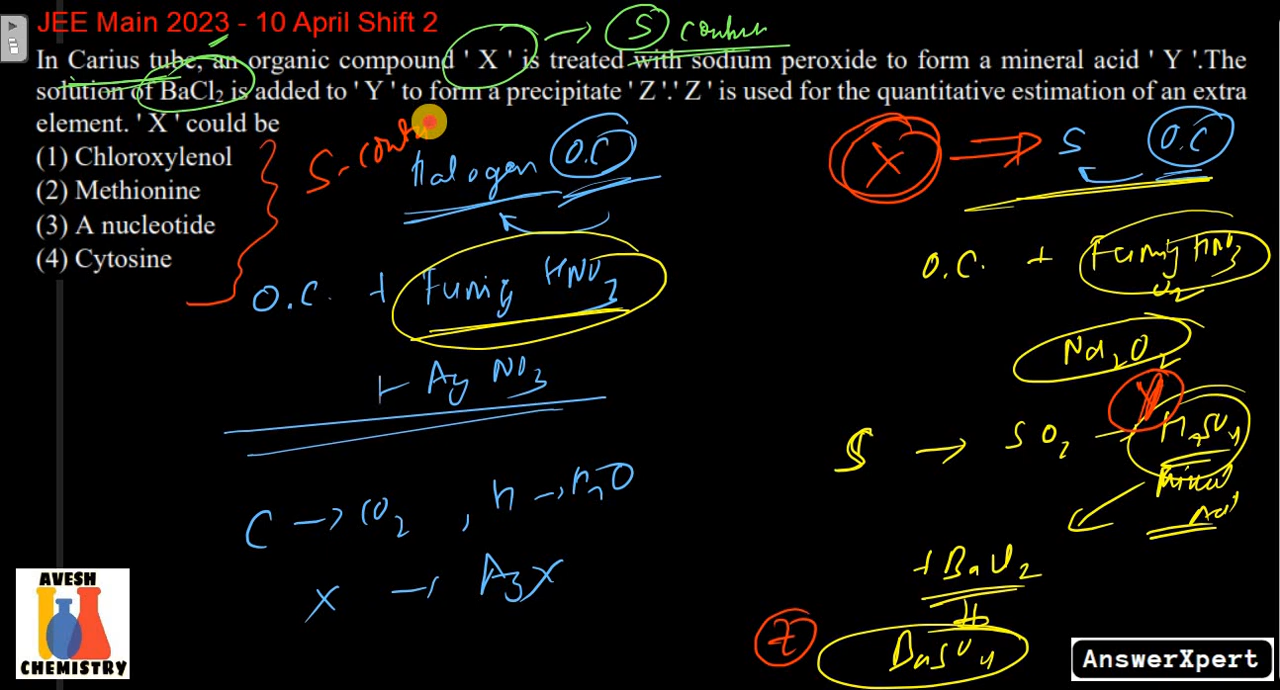 JEE Main 2023 - 10 April Shift 2
In Carius tube, an organic compound ' X ' is treated with sodium peroxide to form a mineral acid ' Y '.The
solution of BaCl₂ is added to ' Y ' to form a precipitate ' Z '.' Z ' is used for the quantitative estimation of an extra
element. ' X ' could be
(1) Chloroxylenol
(2) Methionine
(3) A nucleotide
(4) Cytosine
S
S-cont
halogen O.C
X ⇒ S O.C
O.C. + Fuming HNO₃
O.C. + Fuming HNO₃
+ Ag NO₃
Na₂O₂
Y
S → SO₂ → H₂SO₄
C → CO₂ , H → H₂O
X → AgX
+ BaCl₂
Z BaSO₄
AVESH
CHEMISTRY
AnswerXpert